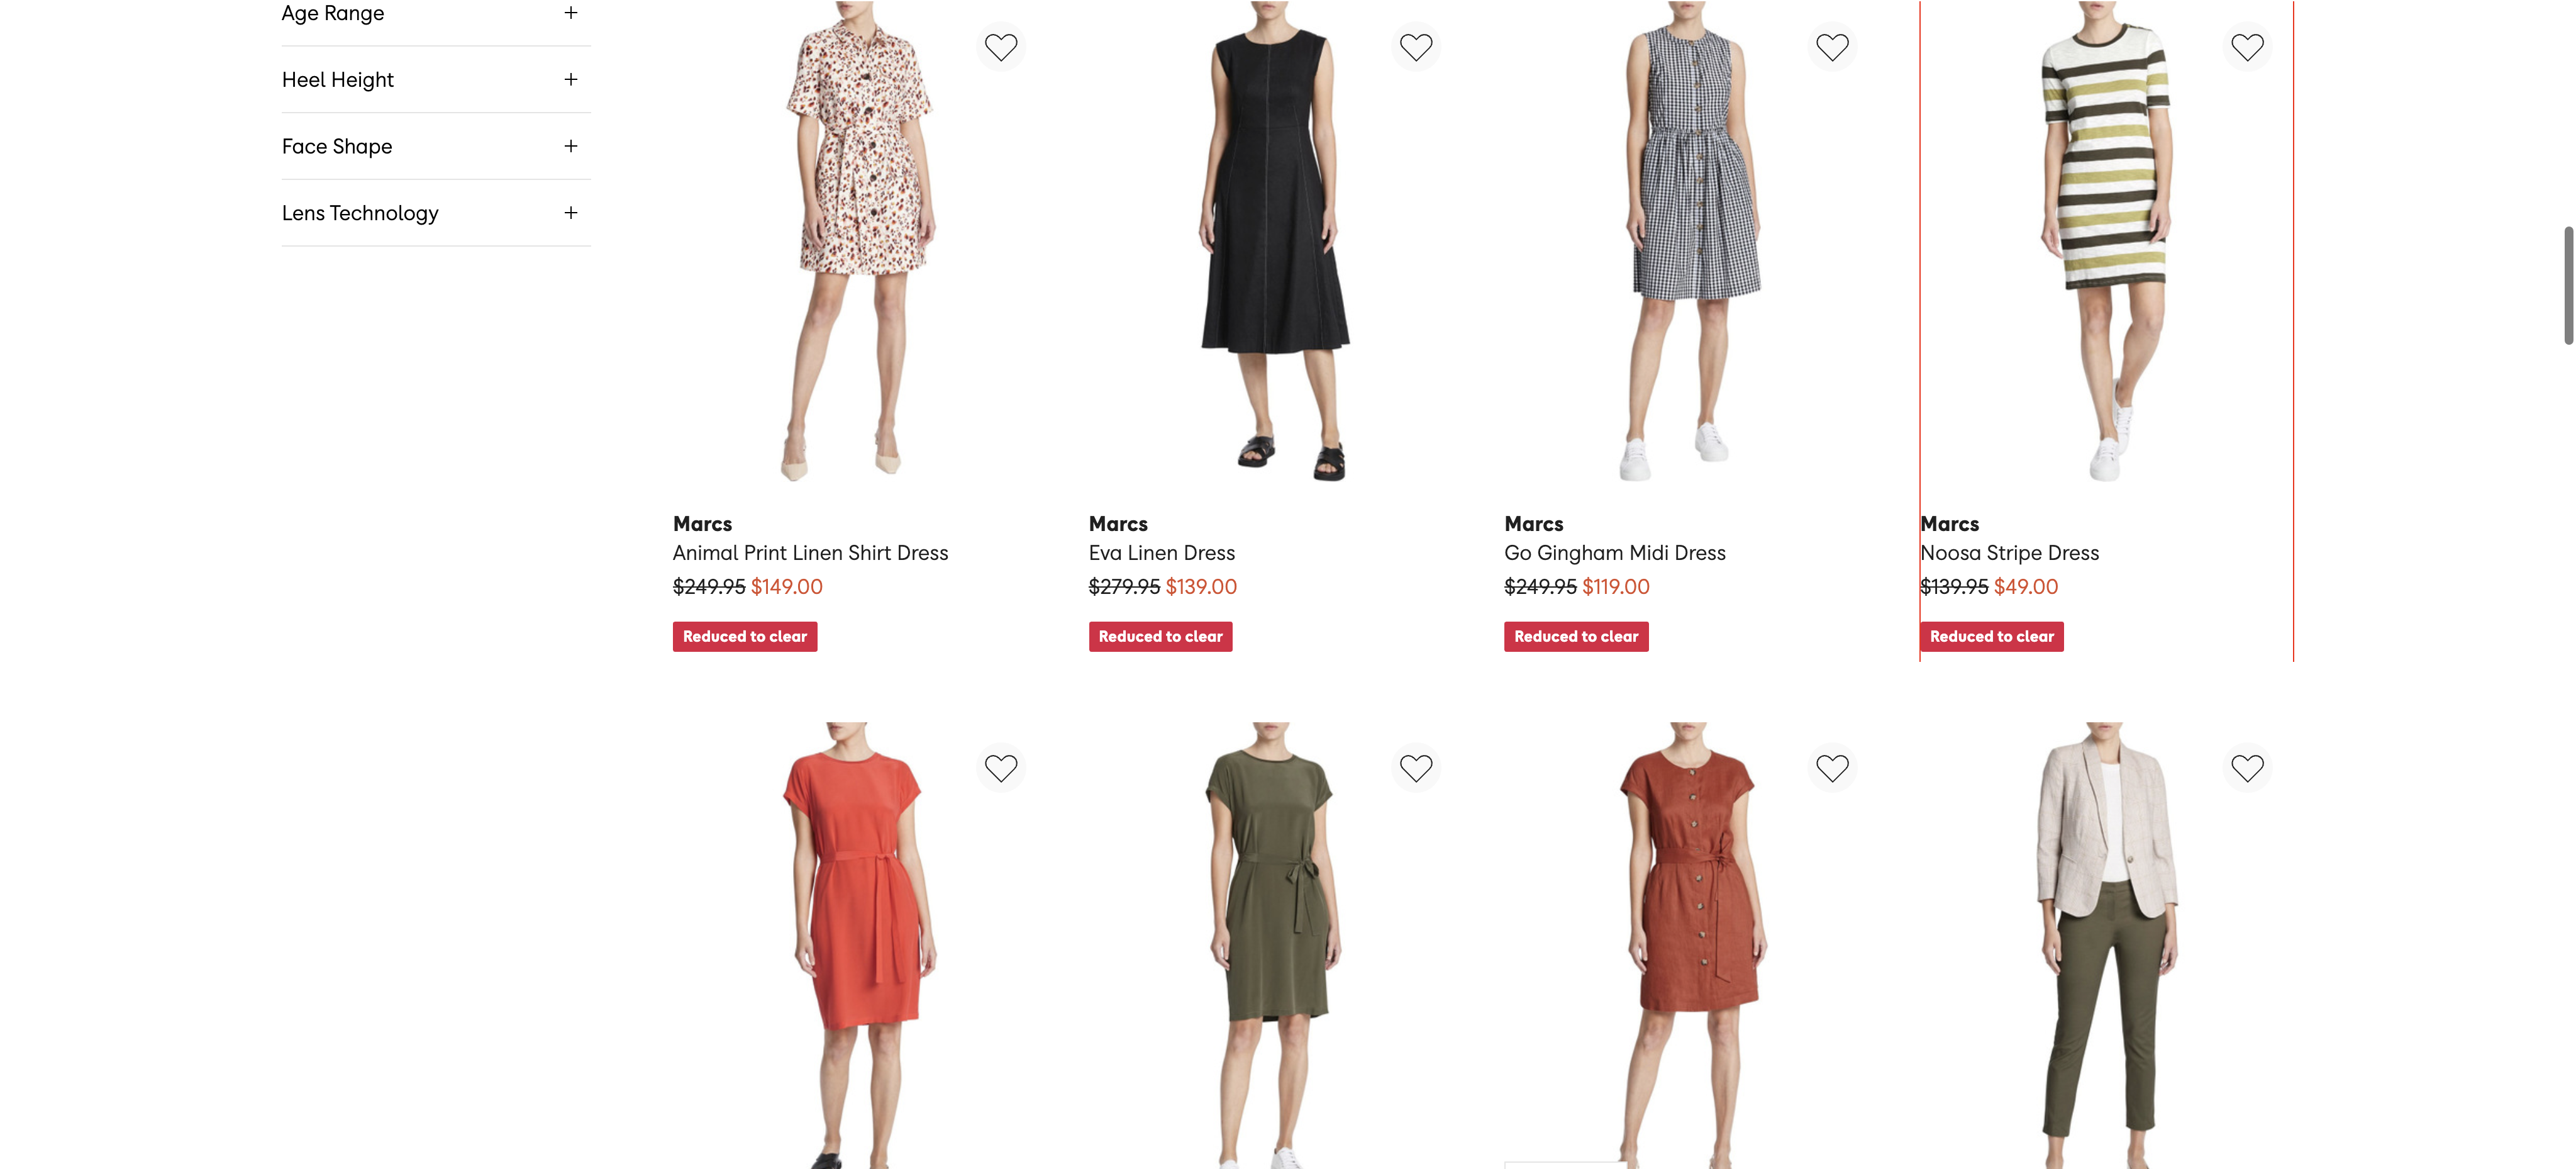 Age Range
Heel Height
Face Shape
Lens Technology
Marcs
Animal Print Linen Shirt Dress
$249.95 $149.00
Reduced to clear
Marcs
Eva Linen Dress
$279.95 $139.00
Reduced to clear
Marcs
Go Gingham Midi Dress
$249.95 $119.00
Reduced to clear
Marcs
Noosa Stripe Dress
$139.95 $49.00
Reduced to clear